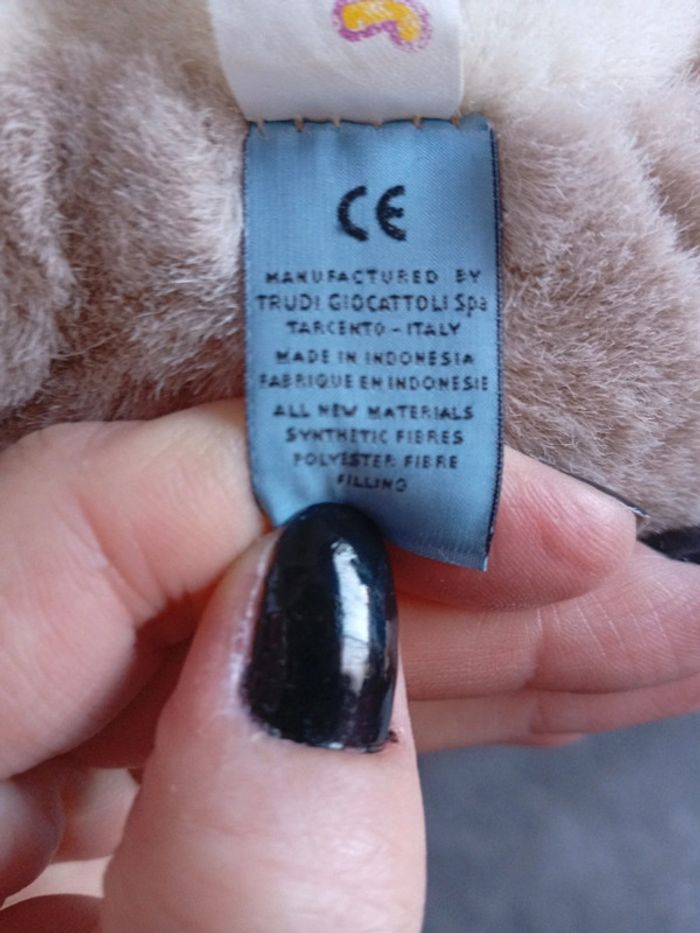 CE
MANUFACTURED BY
TRUDI GIOCATTOLI Spa
TARCENTO - ITALY
MADE IN INDONESIA
FABRIQUE EN INDONESIE
ALL NEW MATERIALS
SYNTHETIC FIBRES
POLYESTER FIBRE
FILLING